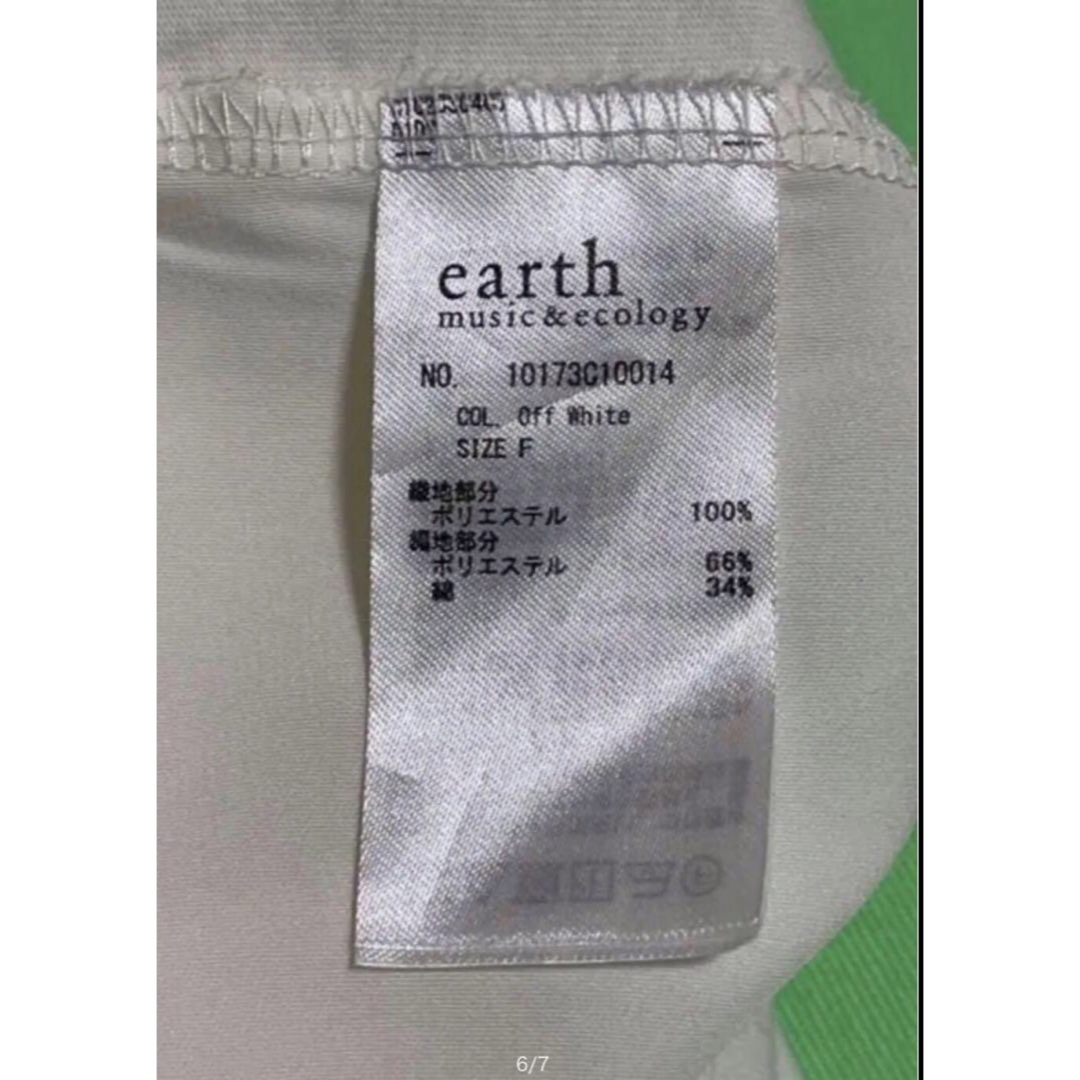 earth
music&ecology
NO. 10173C10014
COL. Off White
SIZE F
織地部分
ポリエステル 100%
編地部分
ポリエステル 66%
綿 34%
6/7